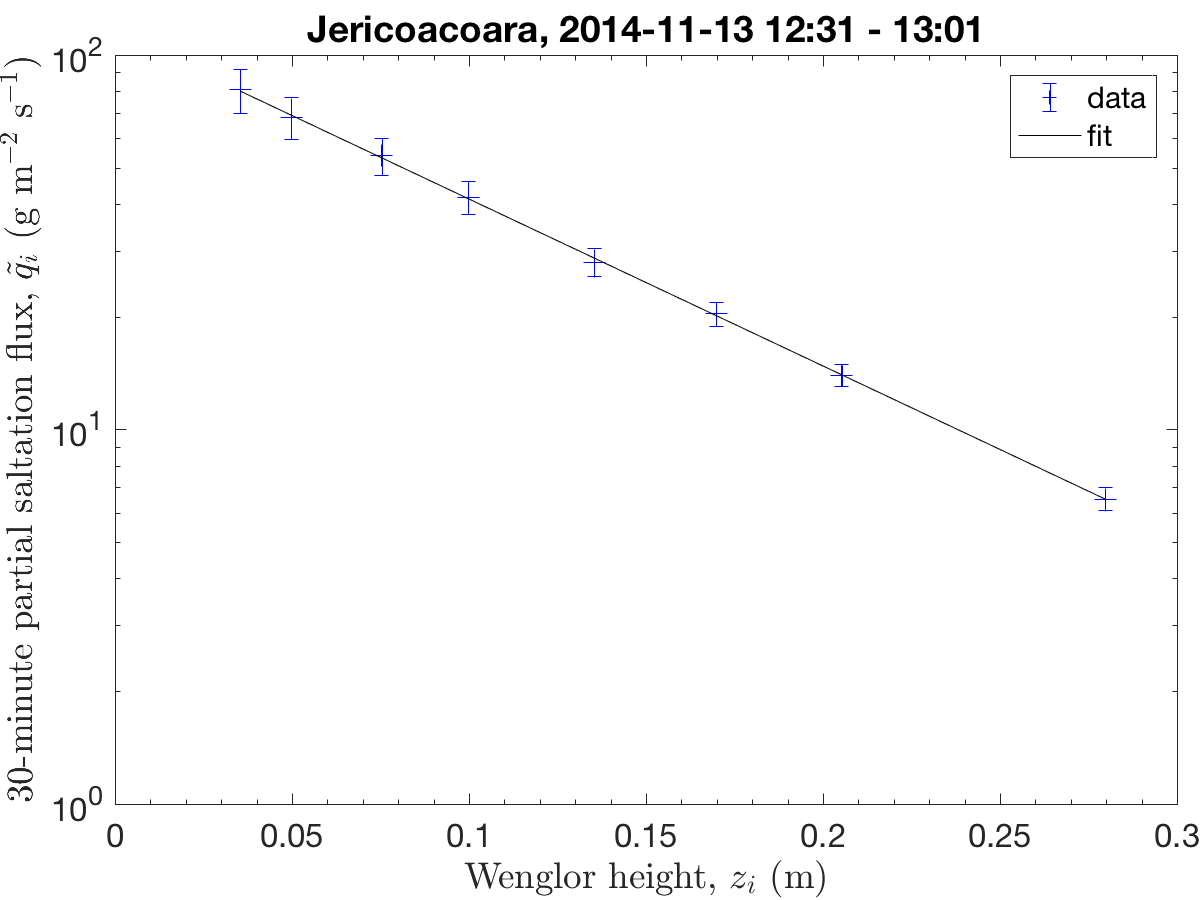 Jericoacoara, 2014-11-13 12:31 - 13:01
30-minute partial saltation flux, q̃ᵢ (g m⁻² s⁻¹)
10²
10¹
10⁰
data
fit
0 0.05 0.1 0.15 0.2 0.25 0.3
Wenglor height, zᵢ (m)